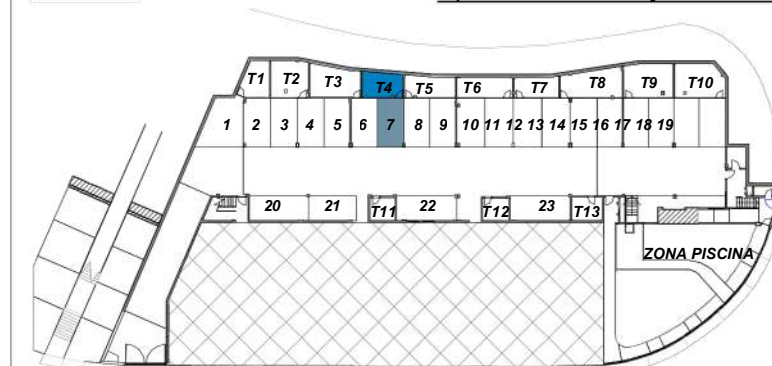 T1 T2 T3 T4 T5 T6 T7 T8 T9 T10
1 2 3 4 5 6 7 8 9 10 11 12 13 14 15 16 17 18 19
20 21 T11 22 T12 23 T13
ZONA PISCINA